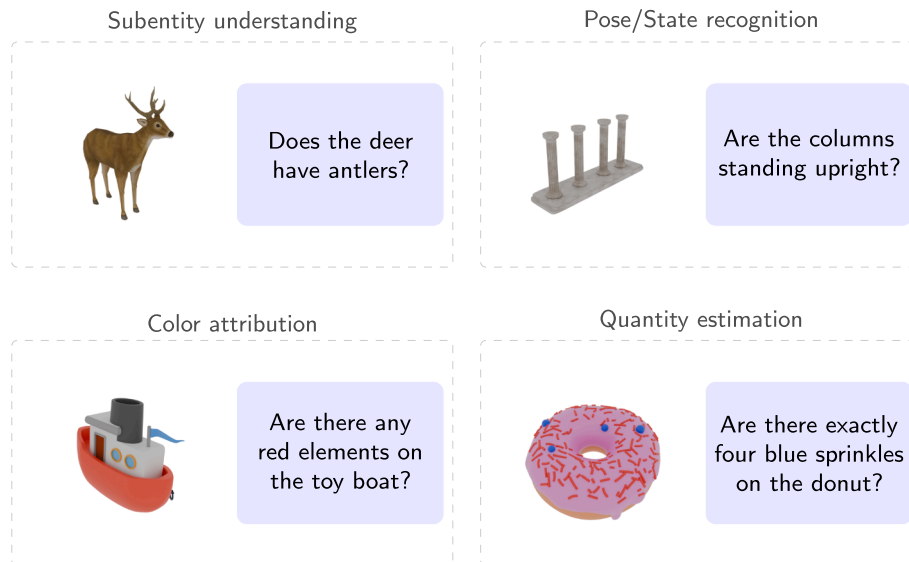 Subentity understanding
Does the deer
have antlers?
Pose/State recognition
Are the columns
standing upright?
Color attribution
Are there any
red elements on
the toy boat?
Quantity estimation
Are there exactly
four blue sprinkles
on the donut?